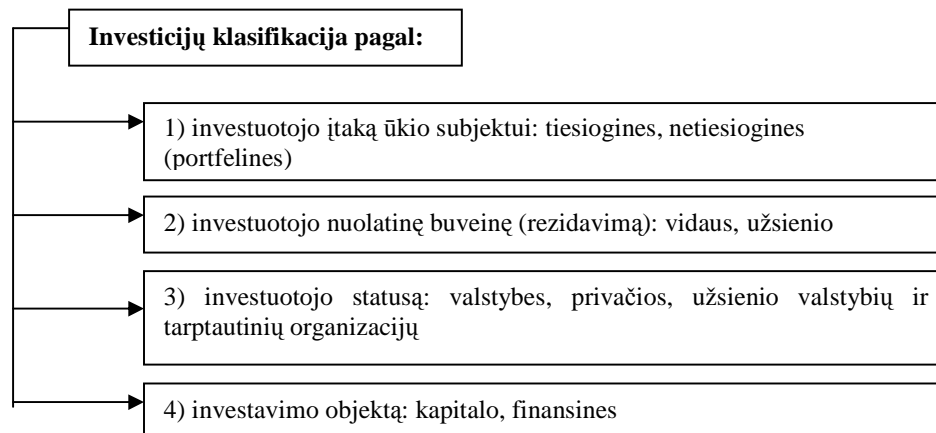 Investicijų klasifikacija pagal:
1) investuotojo įtaką ūkio subjektui: tiesiogines, netiesiogines
(portfelines)
2) investuotojo nuolatinę buveinę (rezidavimą): vidaus, užsienio
3) investuotojo statusą: valstybes, privačios, užsienio valstybių ir
tarptautinių organizacijų
4) investavimo objektą: kapitalo, finansines